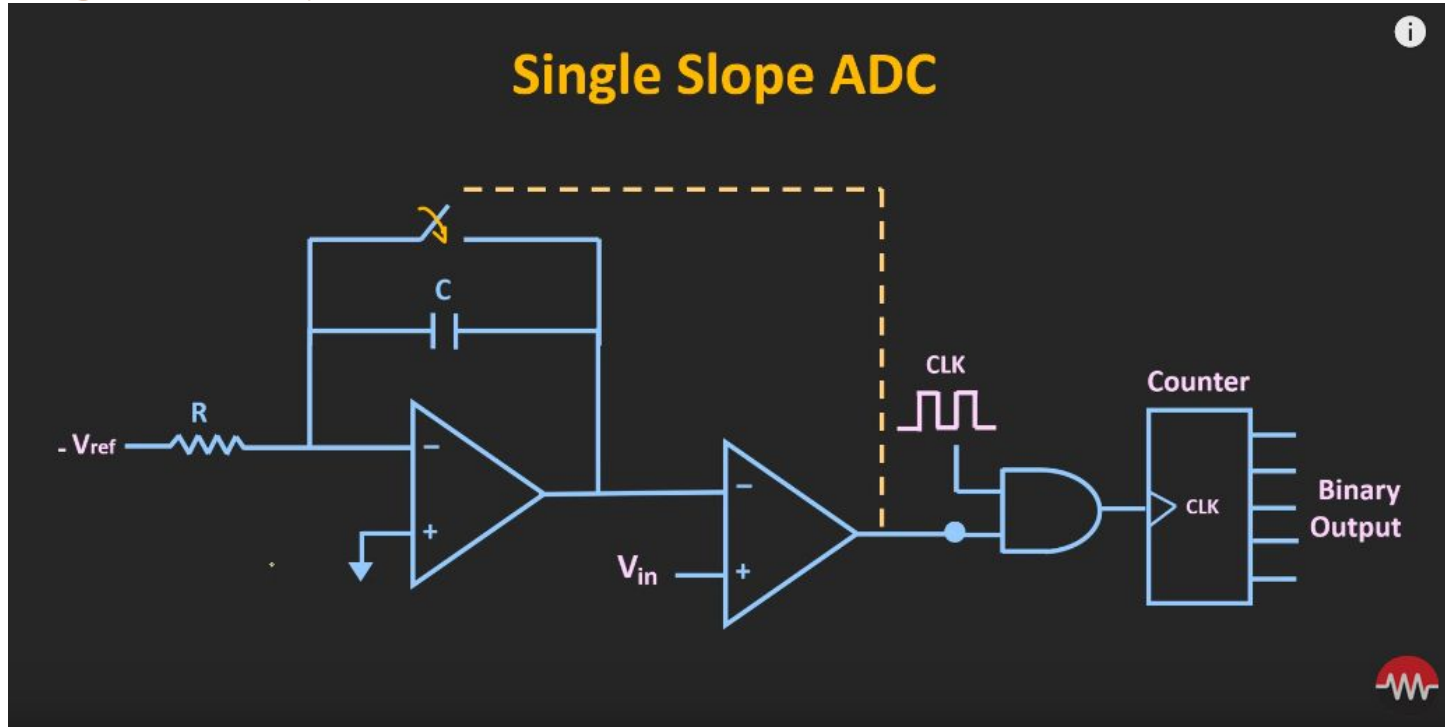 i
Single Slope ADC
C
CLK
Counter
R
- Vref
−
−
CLK
Binary
Output
+
Vin
+